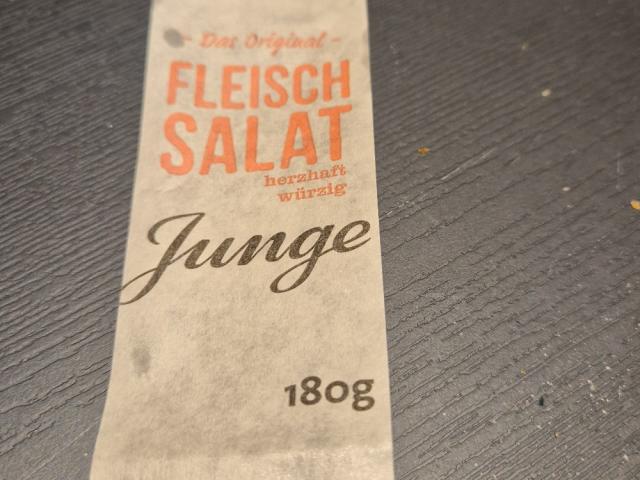 - Das Original -
FLEISCH
SALAT
herzhaft
würzig
Junge
180g